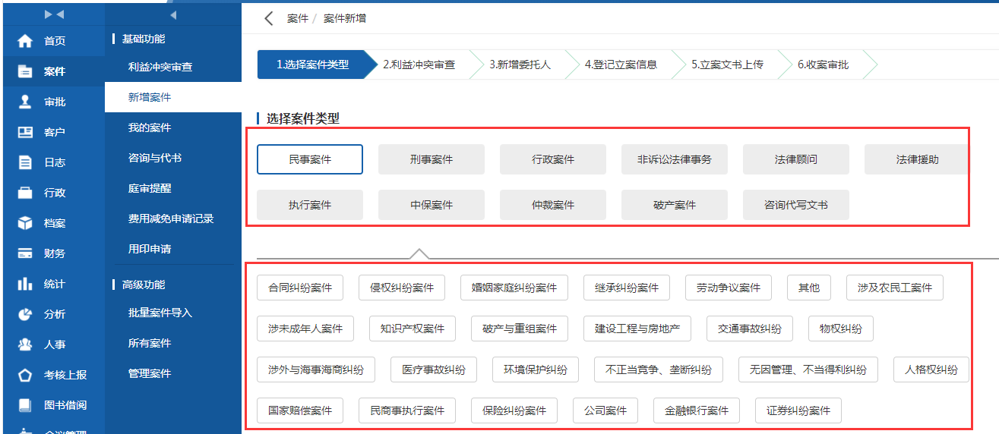 首页
案件
审批
客户
日志
行政
档案
财务
统计
分析
人事
考核上报
图书借阅
会议管理
基础功能
利益冲突审查
新增案件
我的案件
咨询与代书
庭审提醒
费用减免申请记录
用印申请
高级功能
批量案件导入
所有案件
管理案件
案件 / 案件新增
1.选择案件类型 2.利益冲突审查 3.新增委托人 4.登记立案信息 5.立案文书上传 6.收案审批
选择案件类型
民事案件 刑事案件 行政案件 非诉讼法律事务 法律顾问 法律援助
执行案件 中保案件 仲裁案件 破产案件 咨询代写文书
合同纠纷案件 侵权纠纷案件 婚姻家庭纠纷案件 继承纠纷案件 劳动争议案件 其他 涉及农民工案件
涉未成年人案件 知识产权案件 破产与重组案件 建设工程与房地产 交通事故纠纷 物权纠纷
涉外与海事海商纠纷 医疗事故纠纷 环境保护纠纷 不正当竞争、垄断纠纷 无因管理、不当得利纠纷 人格权纠纷
国家赔偿案件 民商事执行案件 保险纠纷案件 公司案件 金融银行案件 证券纠纷案件